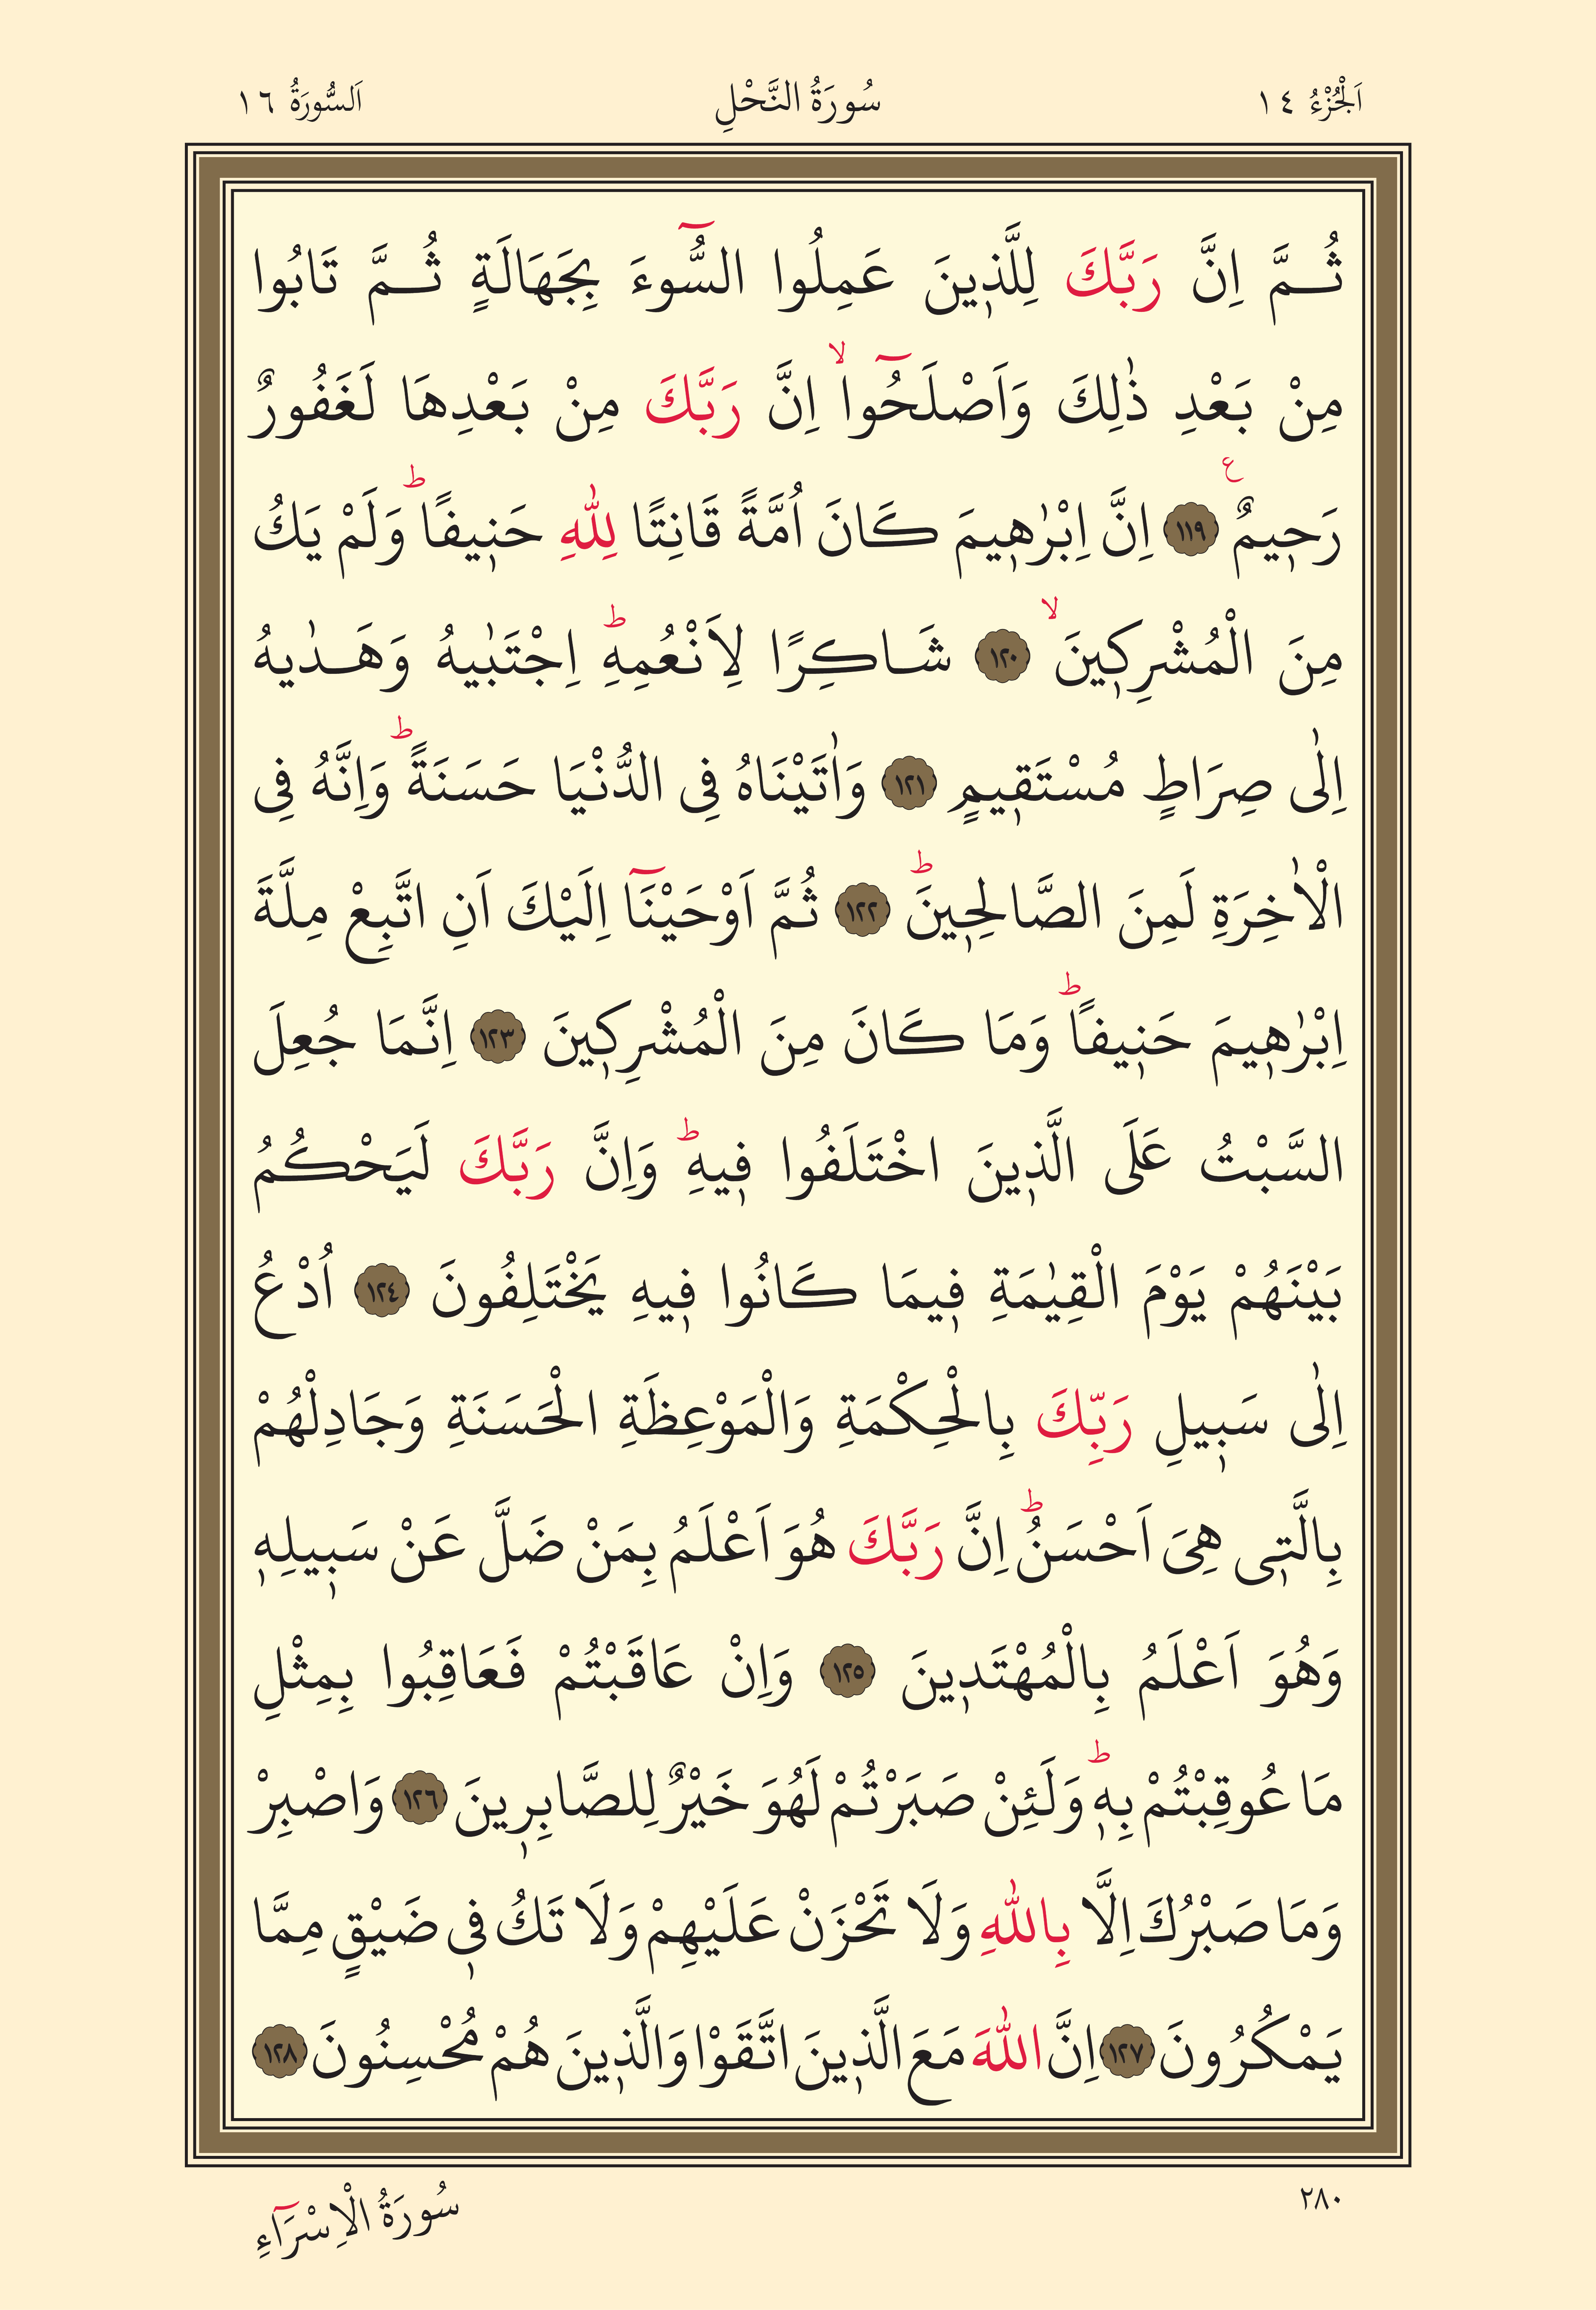 اَلْجُزْءُ ١٤
سُورَةُ النَّحْلِ
اَلسُّورَةُ ١٦
ثُــمَّ اِنَّ رَبَّكَ لِلَّذ۪ينَ عَمِلُوا السُّٓوءَ بِجَهَالَةٍ ثُــمَّ تَابُوا
مِنْ بَعْدِ ذٰلِكَ وَاَصْلَحُٓواۙ اِنَّ رَبَّكَ مِنْ بَعْدِهَا لَغَفُورٌ
رَح۪يمٌ۟ ﴿١١٩﴾ اِنَّ اِبْرٰه۪يمَ كَانَ اُمَّةً قَانِتًا لِلّٰهِ حَن۪يفًاۜ وَلَمْ يَكُ
مِنَ الْمُشْرِك۪ينَۙ ﴿١٢٠﴾ شَـاكِرًا لِاَنْعُمِهِۜ اِجْتَبٰيهُ وَهَـدٰيهُ
اِلٰى صِرَاطٍ مُسْتَق۪يمٍ ﴿١٢١﴾ وَاٰتَيْنَاهُ فِى الدُّنْيَا حَسَنَةًۜ وَاِنَّهُ فِى
الْاٰخِرَةِ لَمِنَ الصَّالِح۪ينَۜ ﴿١٢٢﴾ ثُمَّ اَوْحَيْنَٓا اِلَيْكَ اَنِ اتَّبِعْ مِلَّةَ
اِبْرٰه۪يمَ حَن۪يفًاۜ وَمَا كَانَ مِنَ الْمُشْرِك۪ينَ ﴿١٢٣﴾ اِنَّمَا جُعِلَ
السَّبْتُ عَلَى الَّذ۪ينَ اخْتَلَفُوا ف۪يهِۜ وَاِنَّ رَبَّكَ لَيَحْكُمُ
بَيْنَهُمْ يَوْمَ الْقِيٰمَةِ ف۪يمَا كَانُوا ف۪يهِ يَخْتَلِفُونَ ﴿١٢٤﴾ اُدْعُ
اِلٰى سَب۪يلِ رَبِّكَ بِالْحِكْمَةِ وَالْمَوْعِظَةِ الْحَسَنَةِ وَجَادِلْهُمْ
بِالَّت۪ى هِىَ اَحْسَنُۜ اِنَّ رَبَّكَ هُوَ اَعْلَمُ بِمَنْ ضَلَّ عَنْ سَب۪يلِه۪
وَهُوَ اَعْلَمُ بِالْمُهْتَد۪ينَ ﴿١٢٥﴾ وَاِنْ عَاقَبْتُمْ فَعَاقِبُوا بِمِثْلِ
مَا عُوقِبْتُمْ بِه۪ۜ وَلَئِنْ صَبَرْتُمْ لَهُوَ خَيْرٌ لِلصَّابِر۪ينَ ﴿١٢٦﴾ وَاصْبِرْ
وَمَا صَبْرُكَ اِلَّا بِاللّٰهِ وَلَا تَحْزَنْ عَلَيْهِمْ وَلَا تَكُ ف۪ى ضَيْقٍ مِمَّا
يَمْكُرُونَ ﴿١٢٧﴾ اِنَّ اللّٰهَ مَعَ الَّذ۪ينَ اتَّقَوْا وَالَّذ۪ينَ هُمْ مُحْسِنُونَ ﴿١٢٨﴾
٢٨٠
سُورَةُ الْاِسْرَٓاءِ